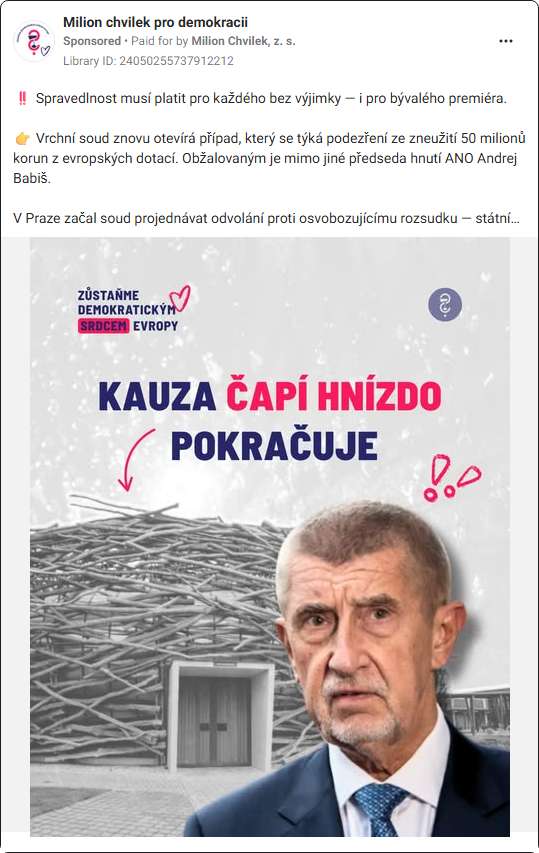 Milion chvilek pro demokracii
Sponsored • Paid for by Milion Chvilek, z. s.
Library ID: 24050255737912212
‼️ Spravedlnost musí platit pro každého bez výjimky — i pro bývalého premiéra.
👉 Vrchní soud znovu otevírá případ, který se týká podezření ze zneužití 50 milionů
korun z evropských dotací. Obžalovaným je mimo jiné předseda hnutí ANO Andrej
Babiš.
V Praze začal soud projednávat odvolání proti osvobozujícímu rozsudku — státní...
ZŮSTAŇME
DEMOKRATICKÝM
SRDCEM EVROPY
KAUZA ČAPÍ HNÍZDO
POKRAČUJE